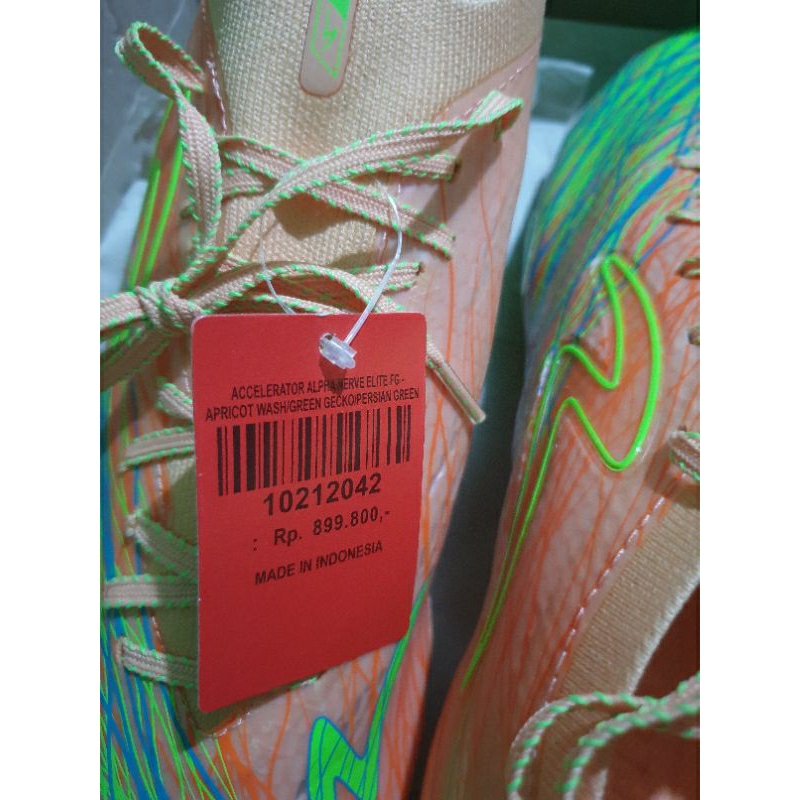 ACCELERATOR ALPHA NERVE ELITE FG -
APRICOT WASH/GREEN GECKO/PERSIAN GREEN
10212042
: Rp. 899.800,-
MADE IN INDONESIA